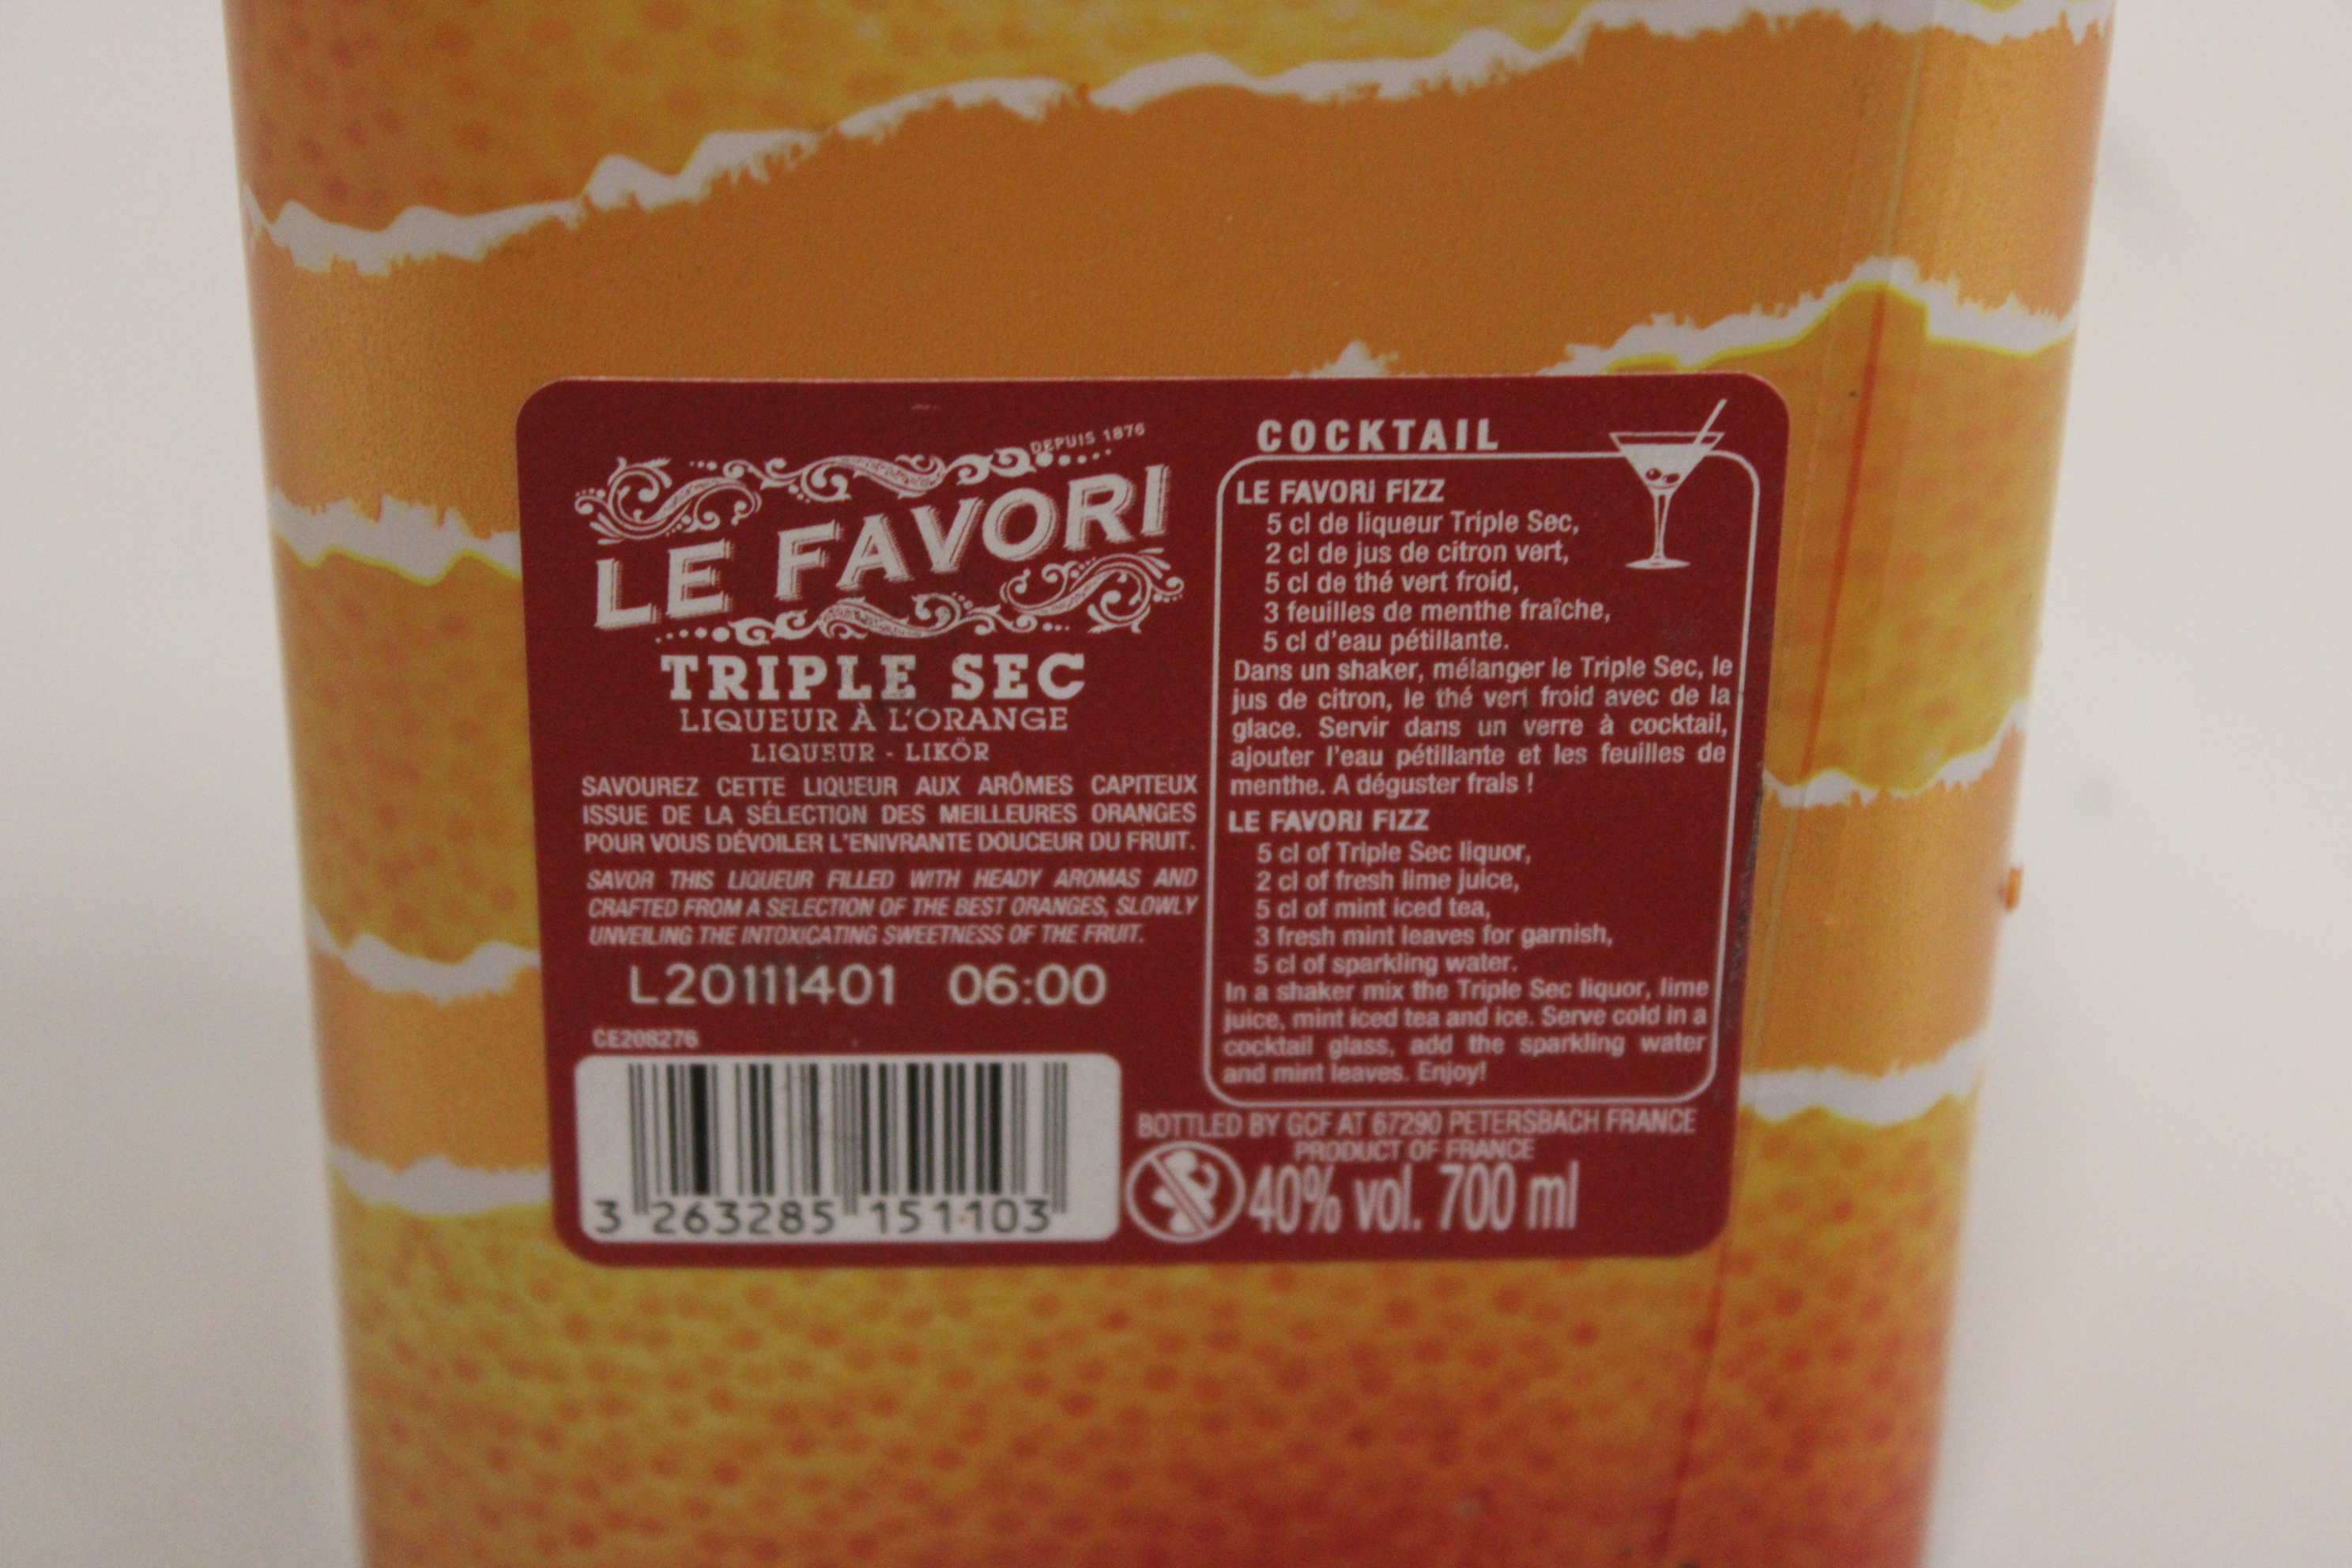 DEPUIS 1876
LE FAVORI
TRIPLE SEC
LIQUEUR À L'ORANGE
LIQUEUR - LIKÖR
SAVOUREZ CETTE LIQUEUR AUX ARÔMES CAPITEUX
ISSUE DE LA SÉLECTION DES MEILLEURES ORANGES
POUR VOUS DÉVOILER L'ENIVRANTE DOUCEUR DU FRUIT.
SAVOR THIS LIQUEUR FILLED WITH HEADY AROMAS AND
CRAFTED FROM A SELECTION OF THE BEST ORANGES, SLOWLY
UNVEILING THE INTOXICATING SWEETNESS OF THE FRUIT.
L20111401 06:00
CE208276
3 263285 151103
COCKTAIL
LE FAVORI FIZZ
5 cl de liqueur Triple Sec,
2 cl de jus de citron vert,
5 cl de thé vert froid,
3 feuilles de menthe fraîche,
5 cl d'eau pétillante.
Dans un shaker, mélanger le Triple Sec, le
jus de citron, le thé vert froid avec de la
glace. Servir dans un verre à cocktail,
ajouter l'eau pétillante et les feuilles de
menthe. A déguster frais !
LE FAVORI FIZZ
5 cl of Triple Sec liquor,
2 cl of fresh lime juice,
5 cl of mint iced tea,
3 fresh mint leaves for garnish,
5 cl of sparkling water.
In a shaker mix the Triple Sec liquor, lime
juice, mint iced tea and ice. Serve cold in a
cocktail glass, add the sparkling water
and mint leaves. Enjoy!
BOTTLED BY GCF AT 67290 PETERSBACH FRANCE
PRODUCT OF FRANCE
40% vol. 700 ml